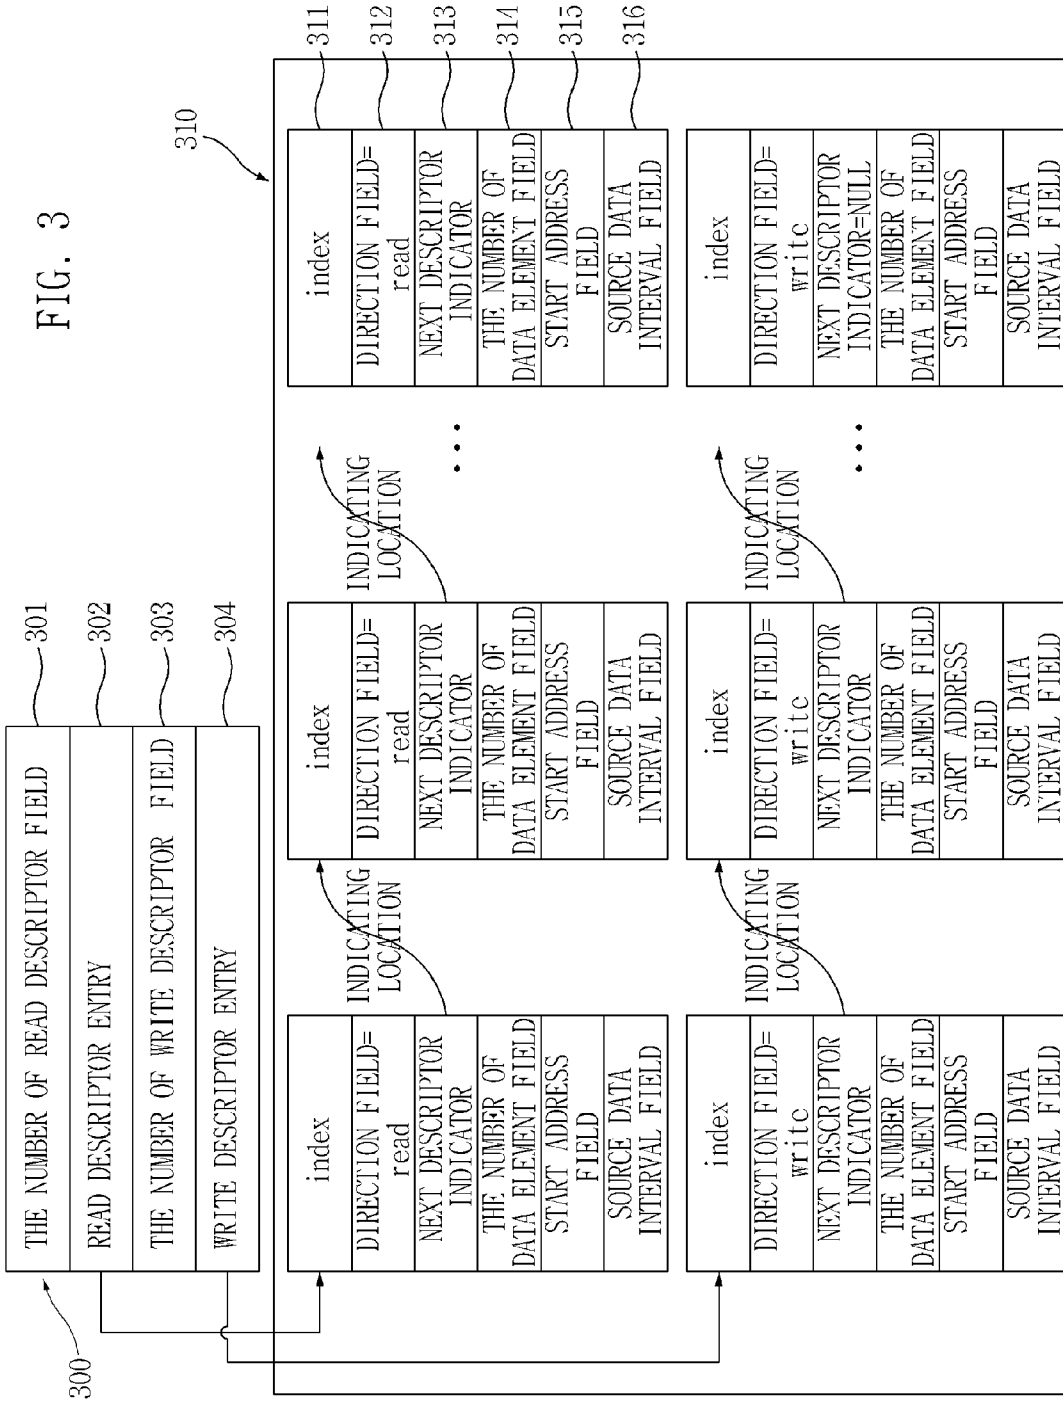 FIG. 3
THE NUMBER OF READ DESCRIPTOR FIELD
301
READ DESCRIPTOR ENTRY
302
THE NUMBER OF WRITE DESCRIPTOR FIELD
303
WRITE DESCRIPTOR ENTRY
304
300
310
index
DIRECTION FIELD=
read
NEXT DESCRIPTOR
INDICATOR
THE NUMBER OF
DATA ELEMENT FIELD
START ADDRESS
FIELD
SOURCE DATA
INTERVAL FIELD
INDICATING
LOCATION
index
DIRECTION FIELD=
read
NEXT DESCRIPTOR
INDICATOR
THE NUMBER OF
DATA ELEMENT FIELD
START ADDRESS
FIELD
SOURCE DATA
INTERVAL FIELD
INDICATING
LOCATION
...
index
DIRECTION FIELD=
read
NEXT DESCRIPTOR
INDICATOR
THE NUMBER OF
DATA ELEMENT FIELD
START ADDRESS
FIELD
SOURCE DATA
INTERVAL FIELD
311
312
313
314
315
316
index
DIRECTION FIELD=
write
NEXT DESCRIPTOR
INDICATOR
THE NUMBER OF
DATA ELEMENT FIELD
START ADDRESS
FIELD
SOURCE DATA
INTERVAL FIELD
INDICATING
LOCATION
index
DIRECTION FIELD=
write
NEXT DESCRIPTOR
INDICATOR
THE NUMBER OF
DATA ELEMENT FIELD
START ADDRESS
FIELD
SOURCE DATA
INTERVAL FIELD
INDICATING
LOCATION
...
index
DIRECTION FIELD=
write
NEXT DESCRIPTOR
INDICATOR=NULL
THE NUMBER OF
DATA ELEMENT FIELD
START ADDRESS
FIELD
SOURCE DATA
INTERVAL FIELD